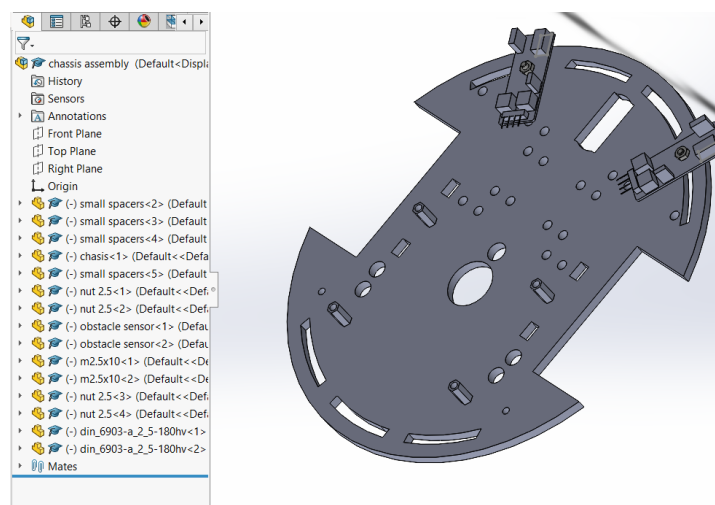 chassis assembly (Default<Displa
History
Sensors
Annotations
Front Plane
Top Plane
Right Plane
Origin
(-) small spacers<2> (Default
(-) small spacers<3> (Default
(-) small spacers<4> (Default
(-) chasis<1> (Default<<Defa
(-) small spacers<5> (Default
(-) nut 2.5<1> (Default<<Def
(-) nut 2.5<2> (Default<<Def
(-) obstacle sensor<1> (Defau
(-) obstacle sensor<2> (Defau
(-) m2.5x10<1> (Default<<De
(-) m2.5x10<2> (Default<<De
(-) nut 2.5<3> (Default<<Def
(-) nut 2.5<4> (Default<<Def
(-) din_6903-a_2_5-180hv<1>
(-) din_6903-a_2_5-180hv<2>
Mates